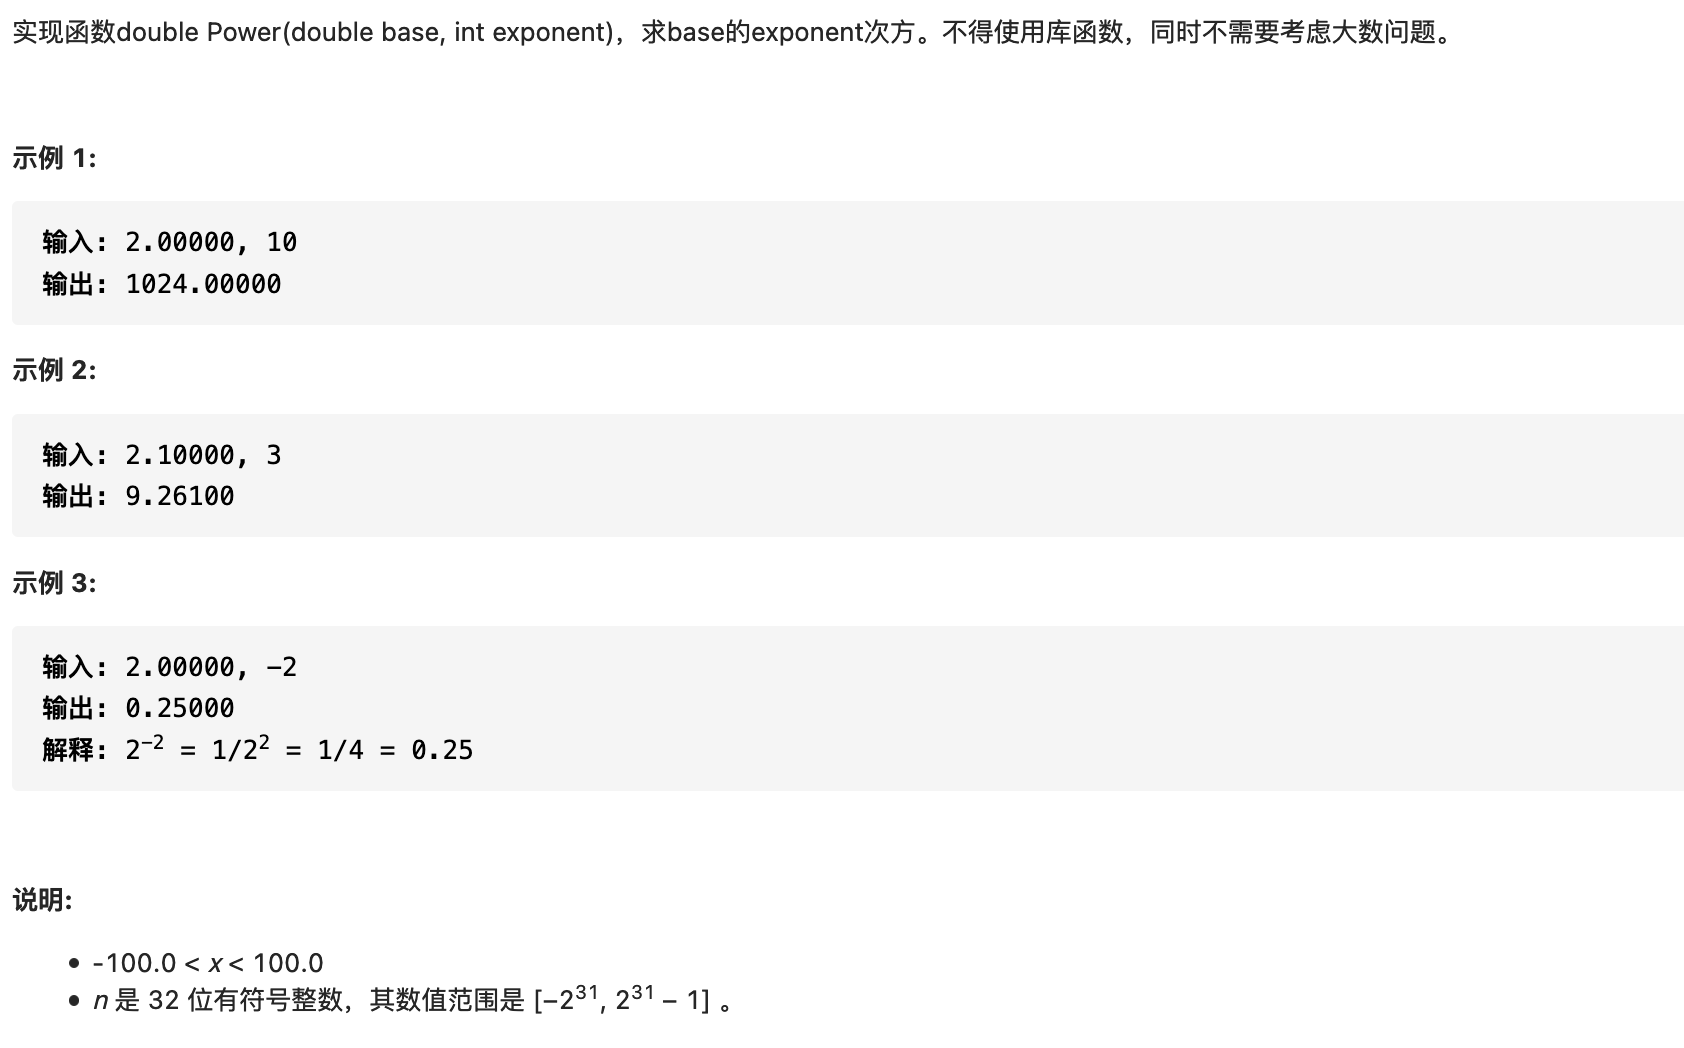 实现函数double Power(double base, int exponent)，求base的exponent次方。不得使用库函数，同时不需要考虑大数问题。
示例 1:
输入: 2.00000, 10
输出: 1024.00000
示例 2:
输入: 2.10000, 3
输出: 9.26100
示例 3:
输入: 2.00000, -2
输出: 0.25000
解释: 2⁻² = 1/2² = 1/4 = 0.25
说明:
• -100.0 < x < 100.0
• n 是 32 位有符号整数，其数值范围是 [−2³¹, 2³¹ − 1] 。